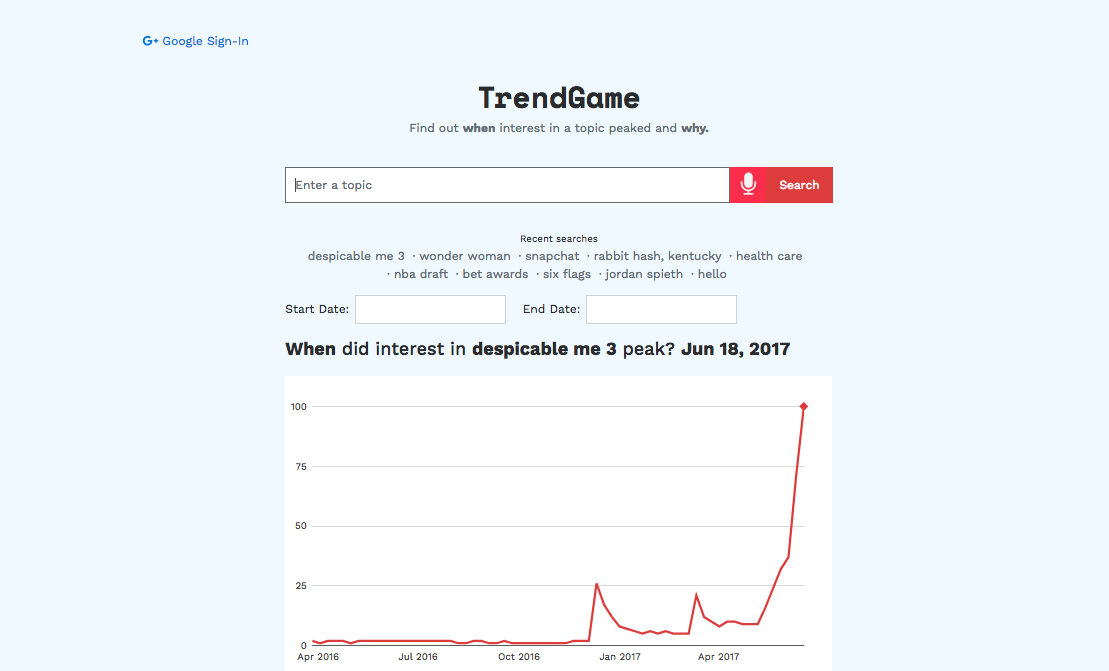 G+ Google Sign-In
TrendGame
Find out when interest in a topic peaked and why.
Enter a topic
Search
Recent searches
despicable me 3 · wonder woman · snapchat · rabbit hash, kentucky · health care
· nba draft · bet awards · six flags · jordan spieth · hello
Start Date:
End Date:
When did interest in despicable me 3 peak? Jun 18, 2017
100
75
50
25
0
Apr 2016
Jul 2016
Oct 2016
Jan 2017
Apr 2017